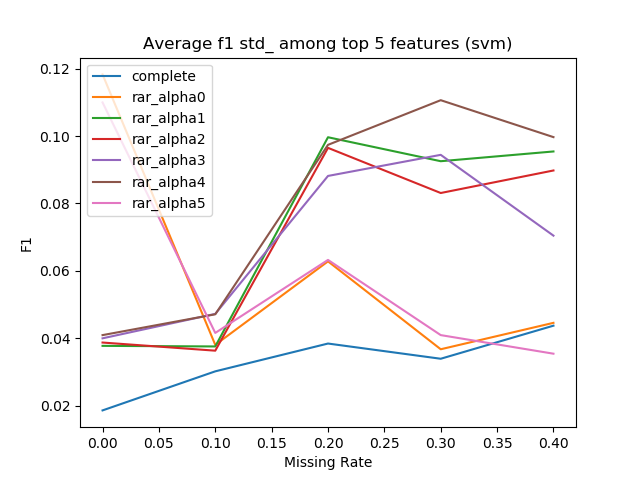 Average f1 std_ among top 5 features (svm)
complete
rar_alpha0
rar_alpha1
rar_alpha2
rar_alpha3
rar_alpha4
rar_alpha5
0.12
0.10
0.08
0.06
0.04
0.02
F1
0.00 0.05 0.10 0.15 0.20 0.25 0.30 0.35 0.40
Missing Rate